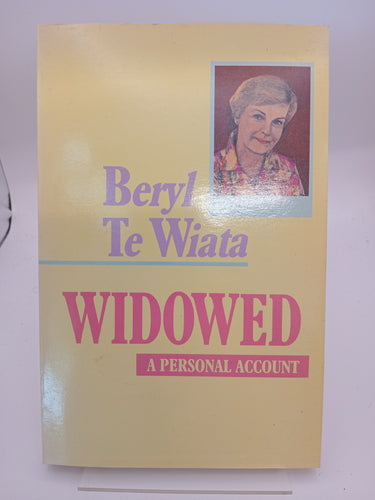 Beryl
Te Wiata
WIDOWED
A PERSONAL ACCOUNT